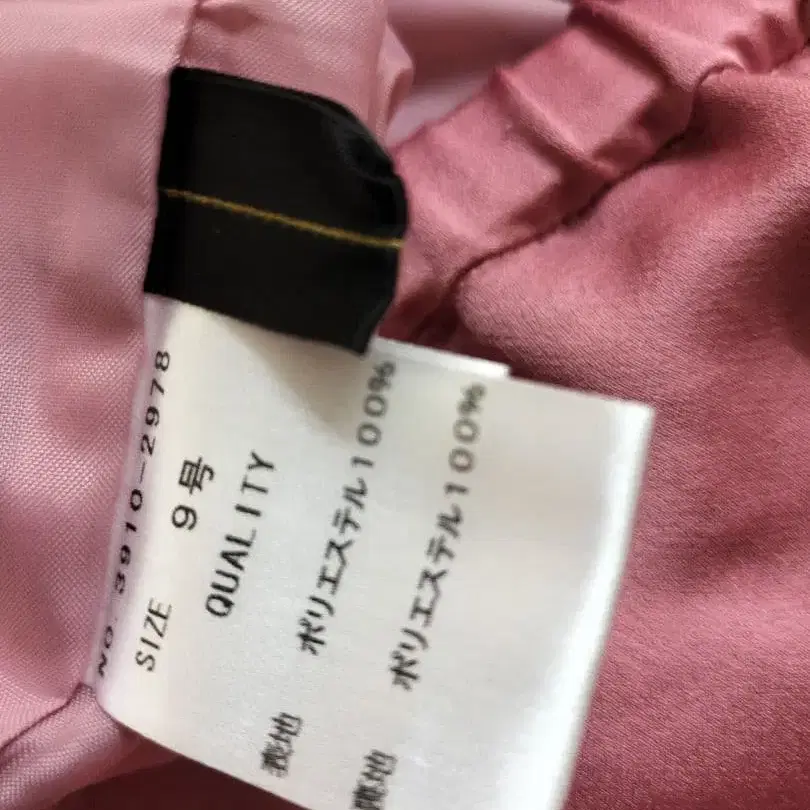 NO. 3910-2978
SIZE 9号
QUALITY
表地 ポリエステル100%
裏地 ポリエステル100%